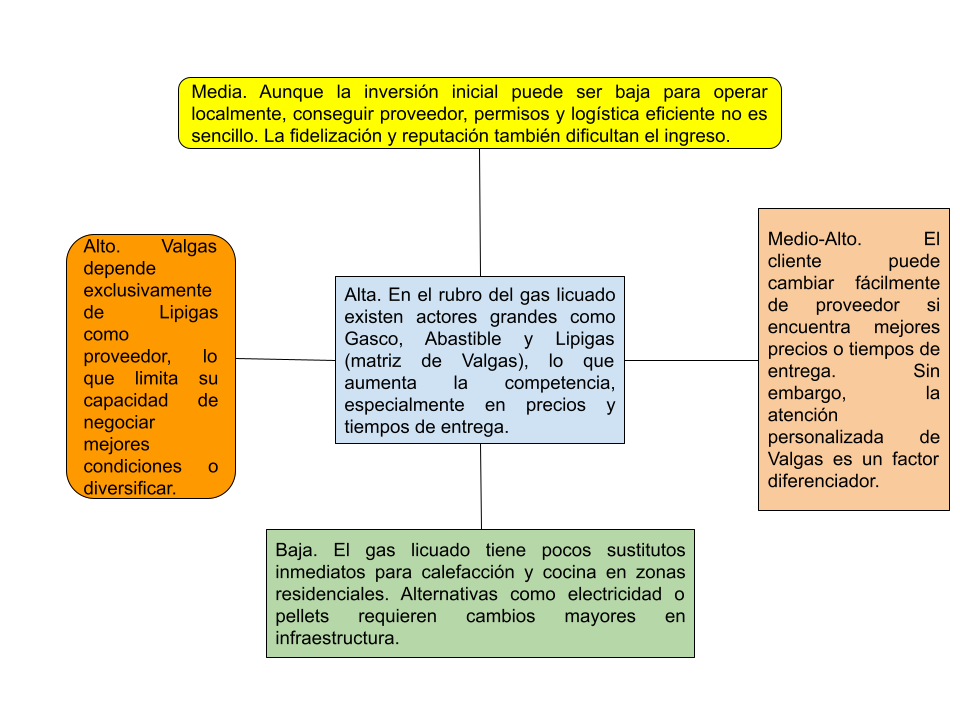 Media. Aunque la inversión inicial puede ser baja para operar
localmente, conseguir proveedor, permisos y logística eficiente no es
sencillo. La fidelización y reputación también dificultan el ingreso.
Alto. Valgas
depende
exclusivamente
de Lipigas
como
proveedor, lo
que limita su
capacidad de
negociar
mejores
condiciones o
diversificar.
Alta. En el rubro del gas licuado
existen actores grandes como
Gasco, Abastible y Lipigas
(matriz de Valgas), lo que
aumenta la competencia,
especialmente en precios y
tiempos de entrega.
Medio-Alto. El
cliente puede
cambiar fácilmente
de proveedor si
encuentra mejores
precios o tiempos de
entrega. Sin
embargo, la
atención
personalizada de
Valgas es un factor
diferenciador.
Baja. El gas licuado tiene pocos sustitutos
inmediatos para calefacción y cocina en zonas
residenciales. Alternativas como electricidad o
pellets requieren cambios mayores en
infraestructura.